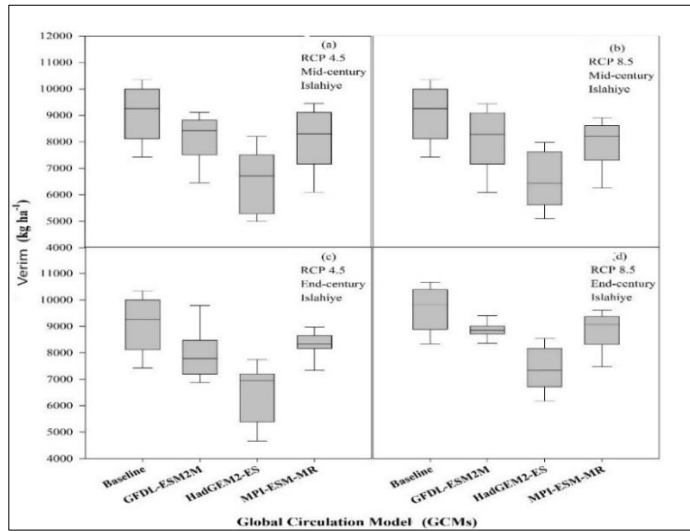 12000
11000
10000
9000
8000
7000
6000
5000
4000
11000
10000
9000
8000
7000
6000
5000
4000
Verim (kg ha⁻¹)
(a)
RCP 4.5
Mid-century
Islahiye
(b)
RCP 8.5
Mid-century
Islahiye
(c)
RCP 4.5
End-century
Islahiye
(d)
RCP 8.5
End-century
Islahiye
Baseline
GFDL-ESM2M
HadGEM2-ES
MPI-ESM-MR
Baseline
GFDL-ESM2M
HadGEM2-ES
MPI-ESM-MR
Global Circulation Model (GCMs)